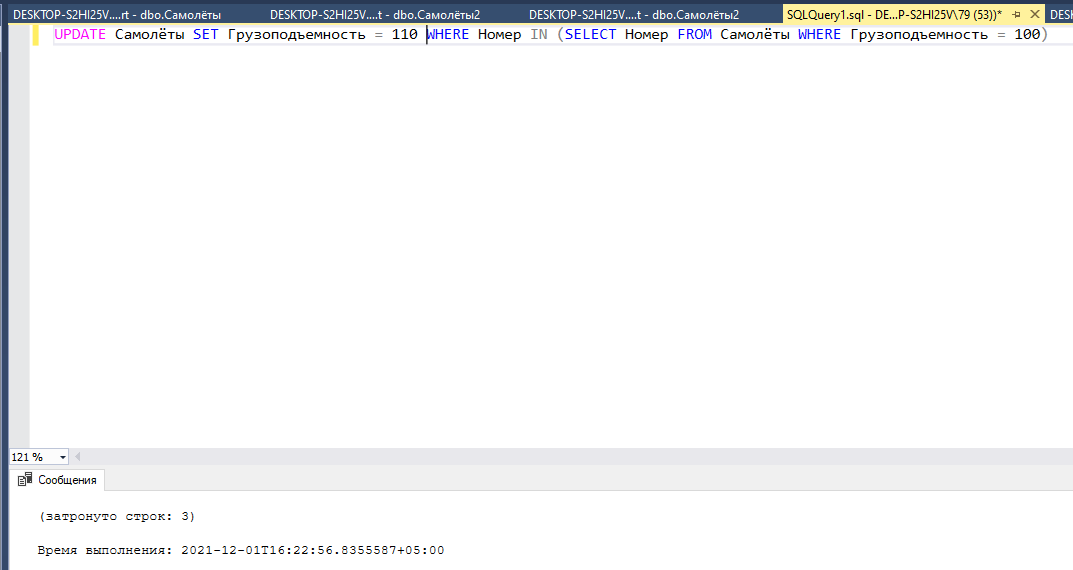 DESKTOP-S2HI25V....rt - dbo.Самолёты DESKTOP-S2HI25V....t - dbo.Самолёты2 DESKTOP-S2HI25V....t - dbo.Самолёты2 SQLQuery1.sql - DE...P-S2HI25V\79 (53))* DESK
UPDATE Самолёты SET Грузоподъемность = 110 WHERE Номер IN (SELECT Номер FROM Самолёты WHERE Грузоподъемность = 100)
121 %
Сообщения
(затронуто строк: 3)
Время выполнения: 2021-12-01T16:22:56.8355587+05:00